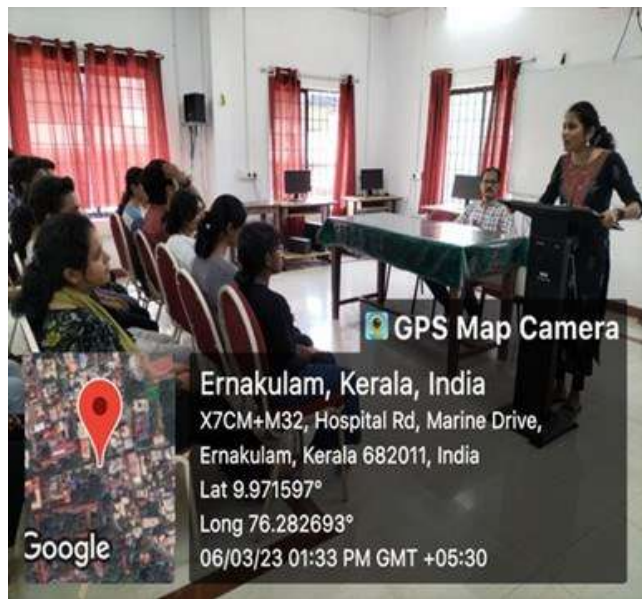 GPS Map Camera
Ernakulam, Kerala, India
X7CM+M32, Hospital Rd, Marine Drive,
Ernakulam, Kerala 682011, India
Lat 9.971597°
Long 76.282693°
06/03/23 01:33 PM GMT +05:30
Google